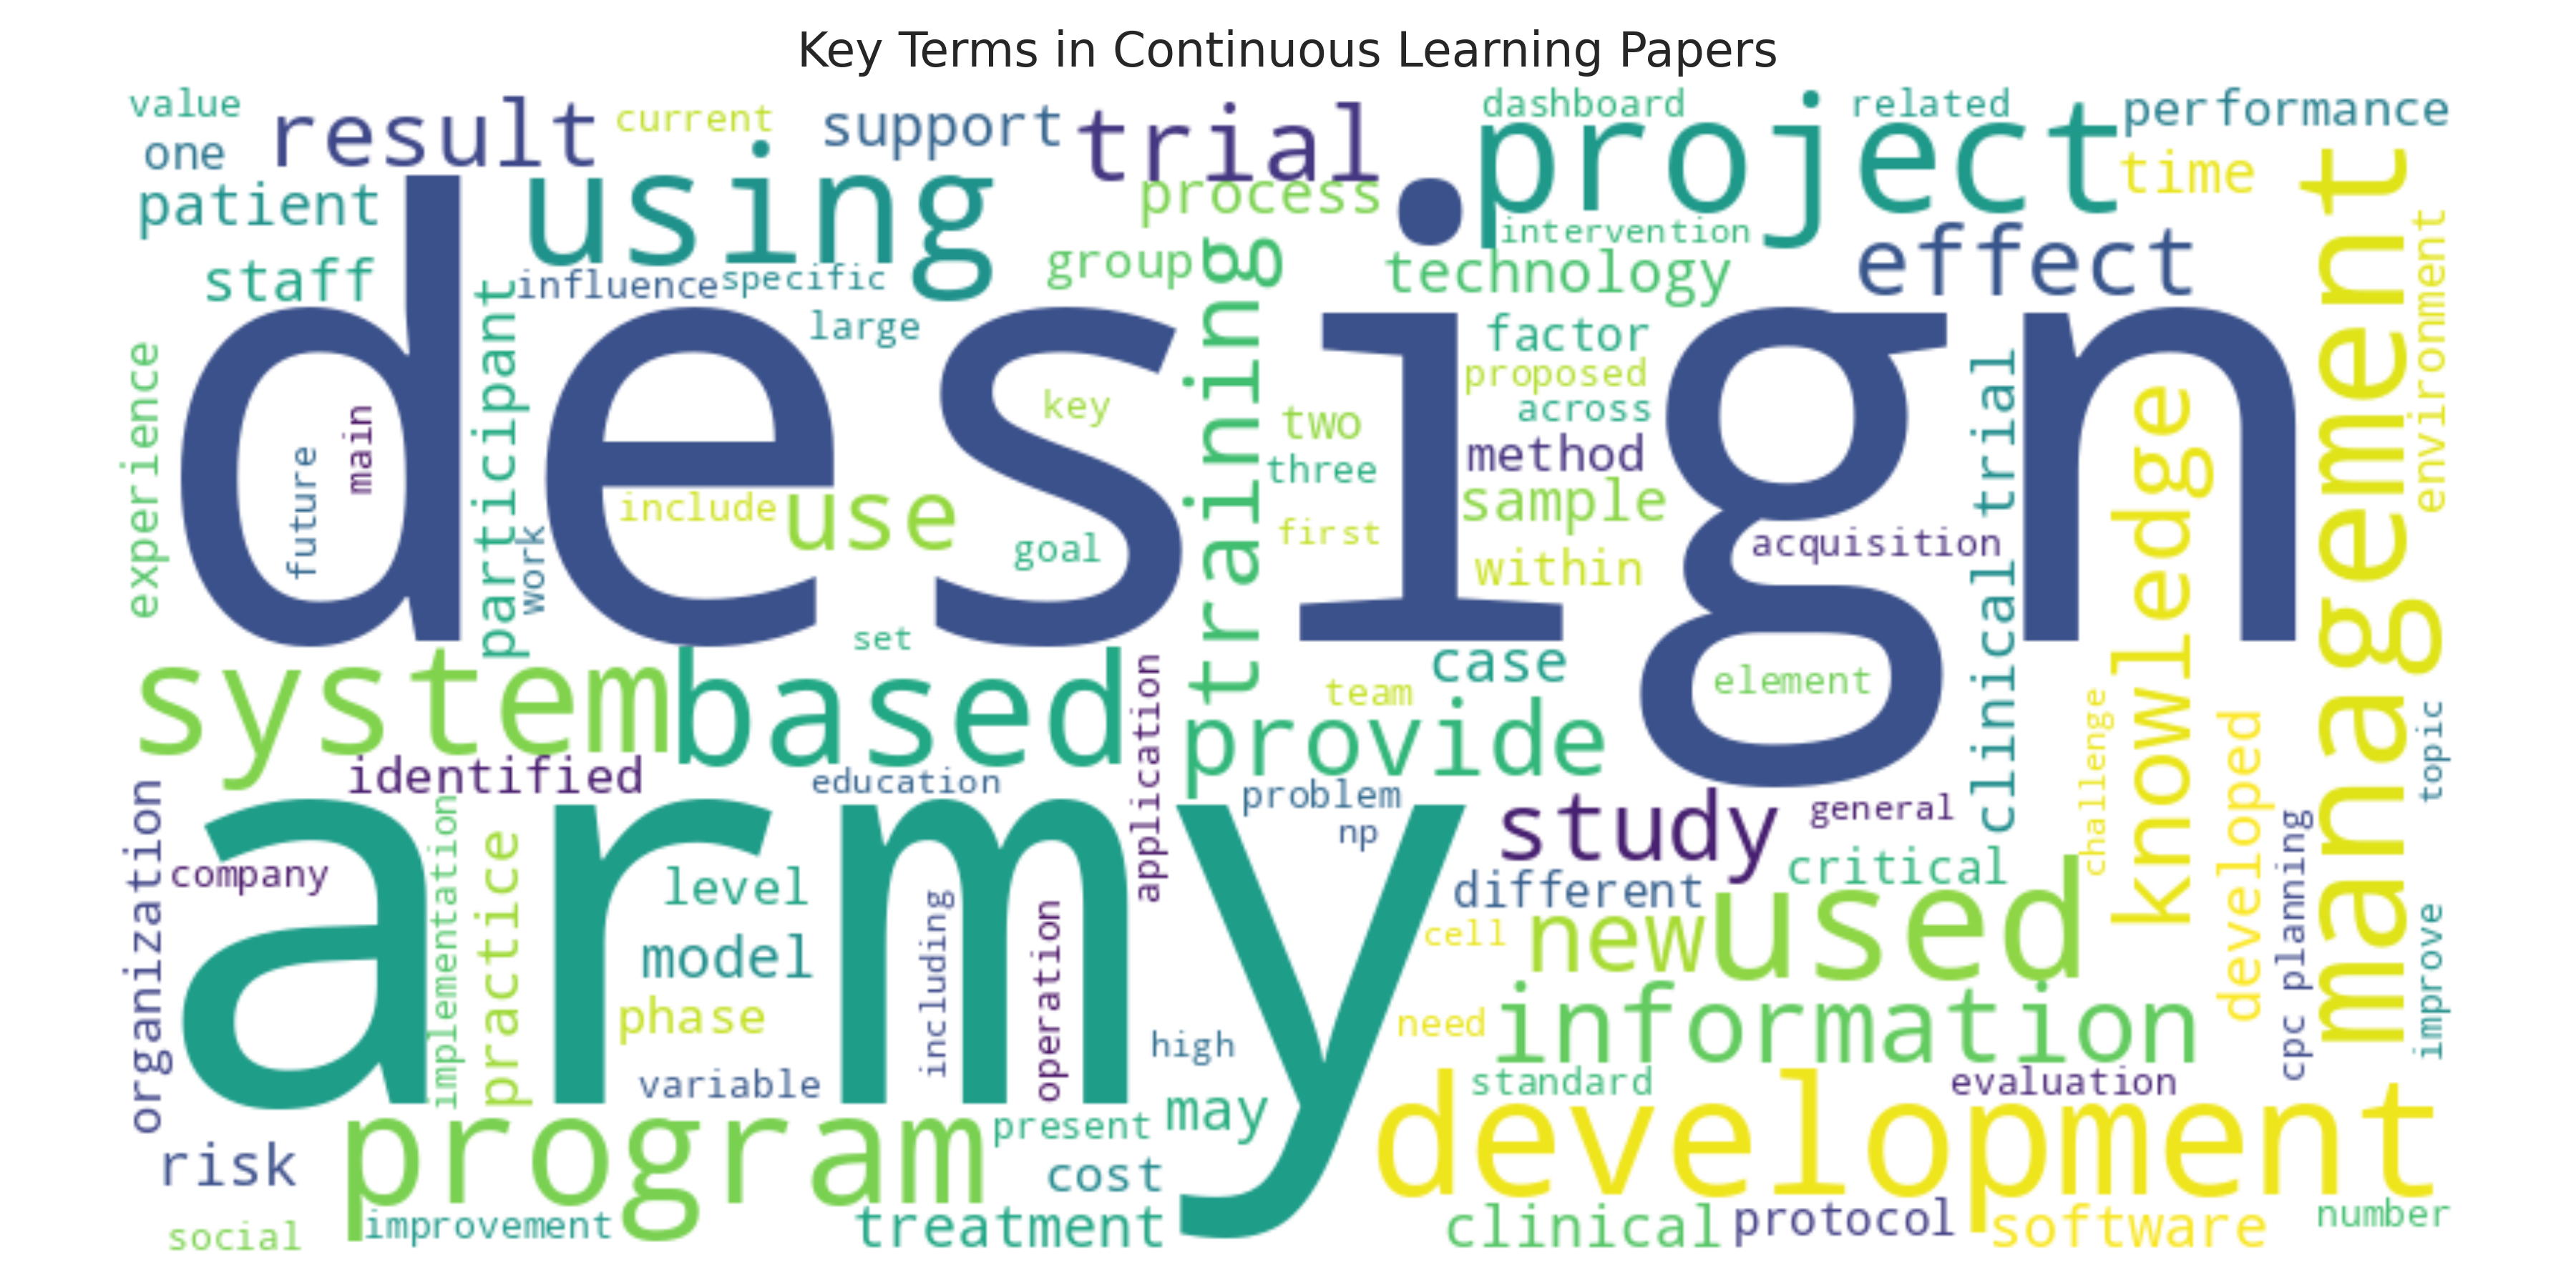 Key Terms in Continuous Learning Papers
value
result
current
support
trial
dashboard
project
related
performance
one
using
process
time
patient
intervention
effect
staff
influence
specific
group
technology
management
environment
participant
large
training
factor
experience
design
key
two
proposed
across
clinical trial
knowledge
main
future
three
method
include
use
goal
first
sample
within
acquisition
work
set
system
based
application
team
case
element
challenge
topic
identified
education
provide
problem
np
study
general
developed
organization
company
implementation
practice
level
army
different
critical
cpc planning
model
including
operation
cell
new
used
improve
phase
need
information
high
variable
standard
evaluation
program
present
may
development
risk
cost
social
improvement
treatment
clinical
protocol
software
number